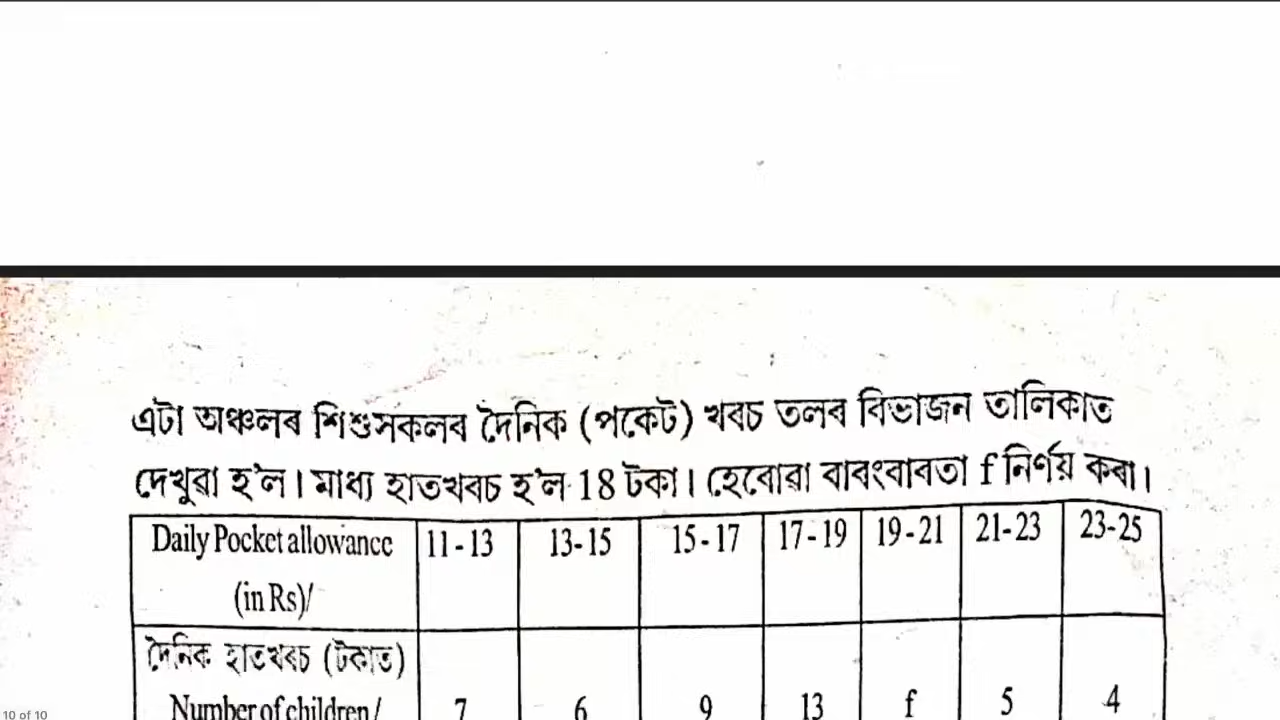 এটা অঞ্চলৰ শিশুসকলৰ দৈনিক (পকেট) খৰচ তলৰ বিভাজন তালিকাত
দেখুৱা হ'ল। মাধ্য হাতখৰচ হ'ল 18 টকা। হেৰোৱা বাৰংবাৰতা f নিৰ্ণয় কৰা।
Daily Pocket allowance 11-13 13-15 15-17 17-19 19-21 21-23 23-25
(in Rs)/
দৈনিক হাতখৰচ (টকাত)
Number of children/ 7 6 9 13 f 5 4
10 of 10